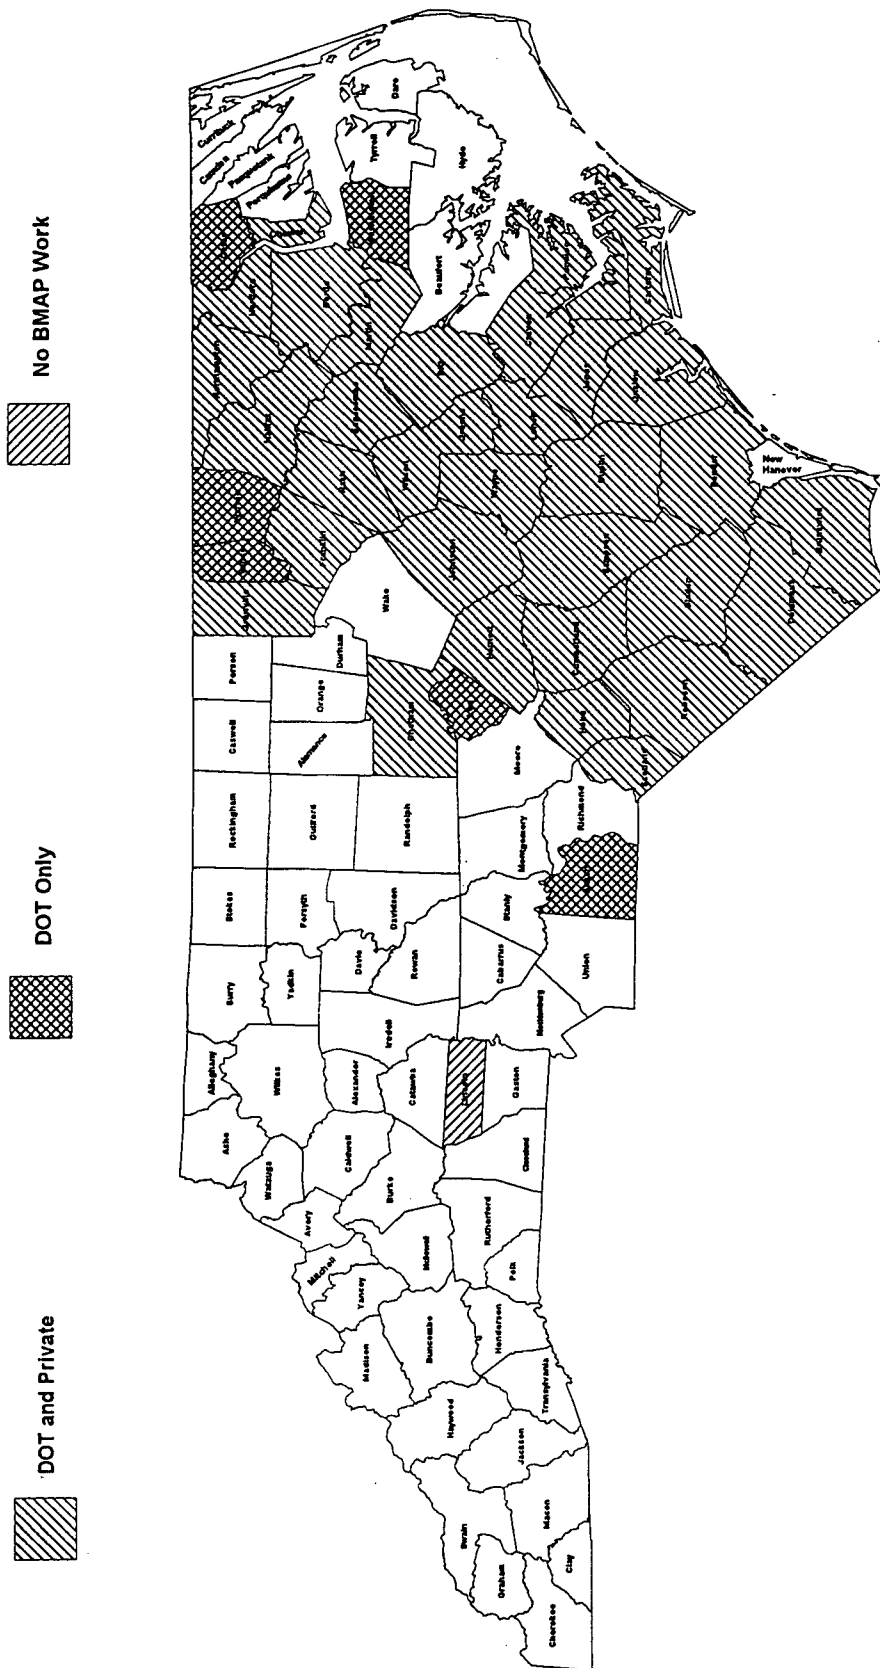 DOT and Private
DOT Only
No BMAP Work
Cherokee
Graham
Clay
Swain
Macon
Jackson
Haywood
Transylvania
Madison
Buncombe
Henderson
Yancey
Mitchell
McDowell
Polk
Rutherford
Avery
Burke
Cleveland
Watauga
Caldwell
Ashe
Alleghany
Wilkes
Alexander
Catawba
Lincoln
Gaston
Iredell
Mecklenburg
Surry
Yadkin
Davie
Rowan
Cabarrus
Union
Stokes
Forsyth
Davidson
Stanly
Anson
Rockingham
Guilford
Randolph
Montgomery
Richmond
Caswell
Alamance
Chatham
Moore
Lee
Scotland
Hoke
Robeson
Person
Orange
Durham
Wake
Harnett
Cumberland
Bladen
Columbus
Brunswick
Granville
Vance
Warren
Franklin
Johnston
Sampson
Pender
New
Hanover
Halifax
Nash
Wilson
Wayne
Duplin
Northampton
Edgecombe
Greene
Lenoir
Jones
Onslow
Hertford
Bertie
Martin
Pitt
Craven
Pamlico
Carteret
Gates
Chowan
Washington
Beaufort
Perquimans
Pasquotank
Camden
Currituck
Tyrrell
Dare
Hyde